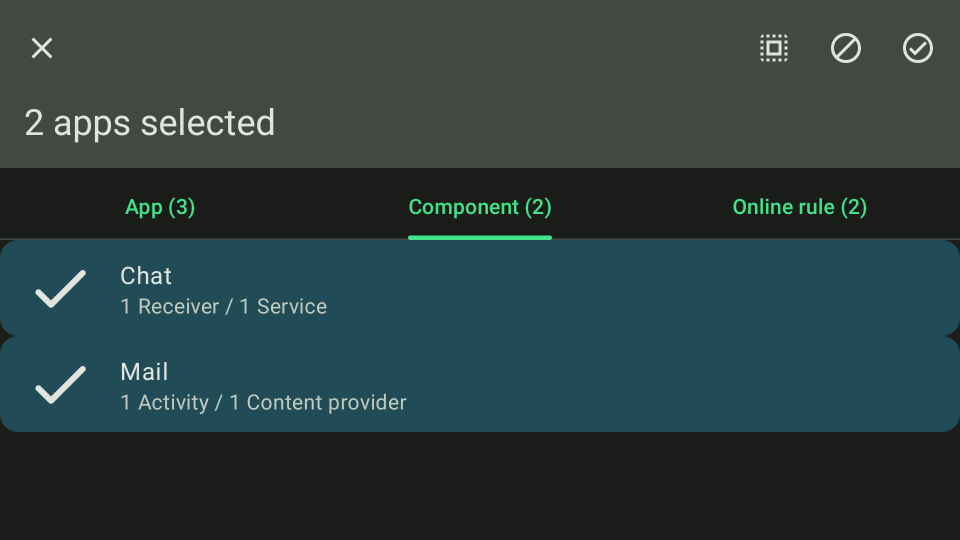 2 apps selected
App (3)
Component (2)
Online rule (2)
Chat
1 Receiver / 1 Service
Mail
1 Activity / 1 Content provider